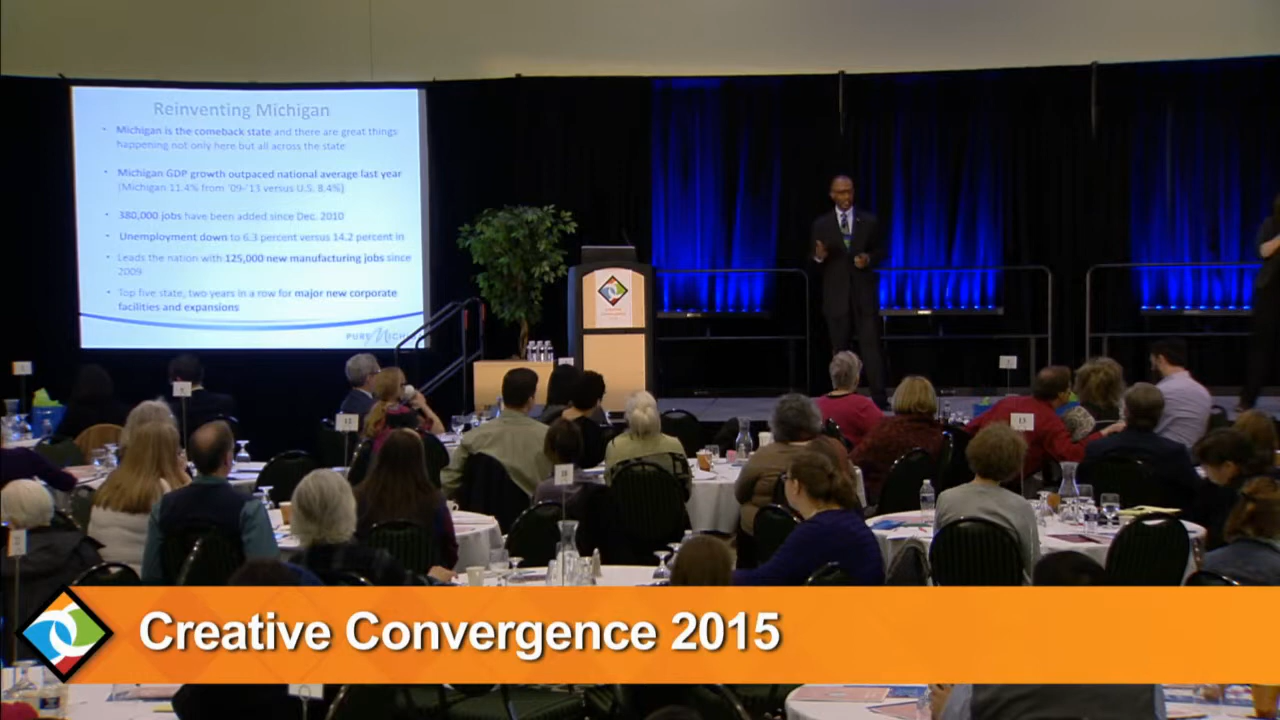 Reinventing Michigan
• Michigan is the comeback state and there are great things
happening not only here but all across the state
• Michigan GDP growth outpaced national average last year
(Michigan 11.4% from '09-'13 versus U.S. 8.4%)
• 380,000 jobs have been added since Dec. 2010
• Unemployment down to 6.3 percent versus 14.2 percent in
• Leads the nation with 125,000 new manufacturing jobs since
2009
• Top five state, two years in a row for major new corporate
facilities and expansions
PURE MICH
13
Creative Convergence 2015